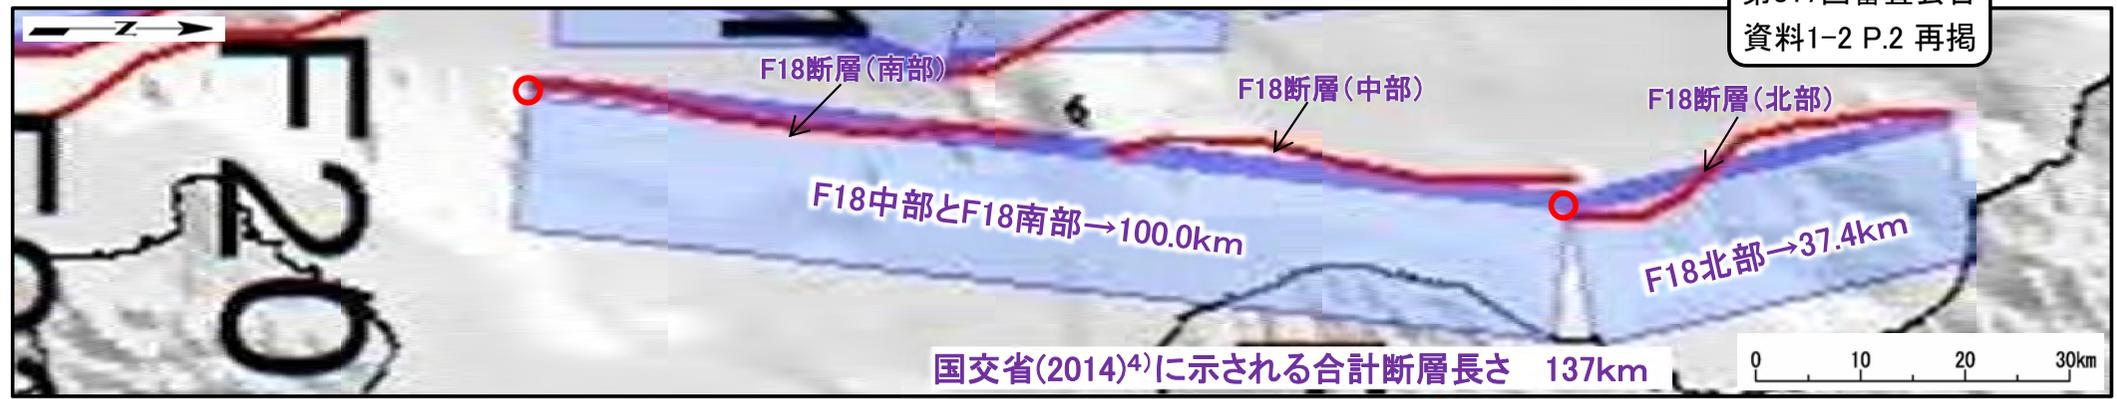 資料1-2 P.2 再掲
Z
F18断層(南部)
F18断層(中部)
F18断層(北部)
6
F20
F18中部とF18南部→100.0km
F18北部→37.4km
国交省(2014)4)に示される合計断層長さ 137km
0 10 20 30km